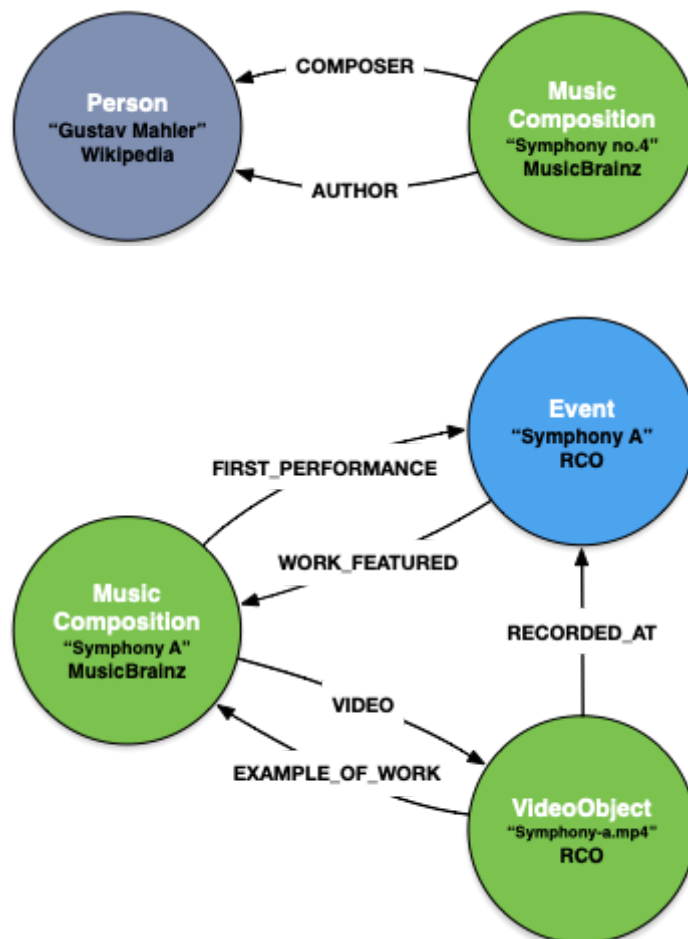 COMPOSER
Person
“Gustav Mahler”
Wikipedia
Music
Composition
“Symphony no.4”
MusicBrainz
AUTHOR
Event
“Symphony A”
RCO
FIRST_PERFORMANCE
WORK_FEATURED
Music
Composition
“Symphony A”
MusicBrainz
RECORDED_AT
VIDEO
EXAMPLE_OF_WORK
VideoObject
“Symphony-a.mp4”
RCO